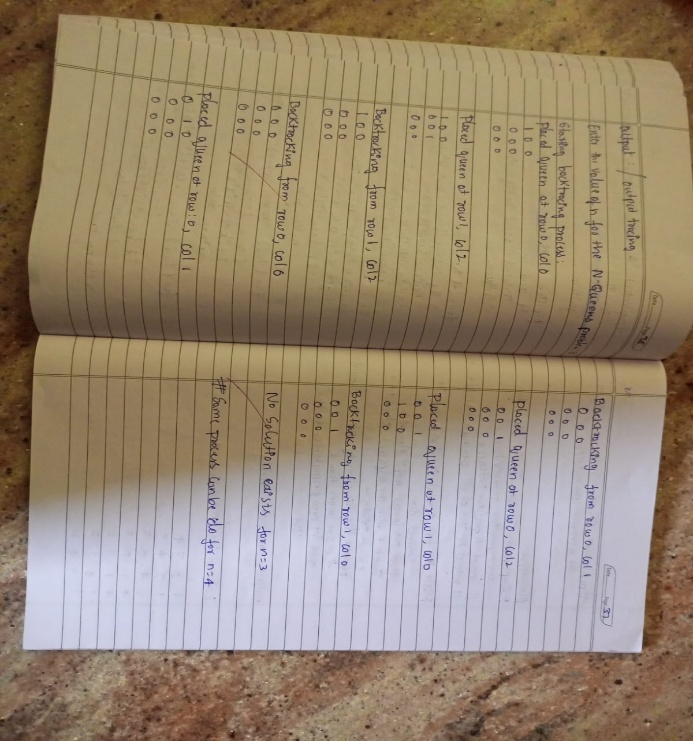 Output: / Output tracing :-
Enter the value of n for the N-Queens prob:
Starting backtracing process:
Placed queen at row 0, col 0
1 0 0
0 0 0
0 0 0
Placed queen at row 1, col 2.
1 0 0
0 0 1
0 0 0
Backtracking from row 1, col 2
1 0 0
0 0 0
0 0 0
Backtracking from row 0, col 0
0 0 0
0 0 0
0 0 0
Placed queen at row: 0, col 1
0 1 0
0 0 0
0 0 0
Page 37
Backtracking from row 0, col 1
0 0 0
0 0 0
0 0 0
Placed queen at row 0, col 2
0 0 1
0 0 0
0 0 0
Placed queen at row 1, col 0
0 0 1
1 0 0
0 0 0
Backtracking from row 1, col 0
0 0 1
0 0 0
0 0 0
No Solution exists for n=3
# Same process can be do for n=4